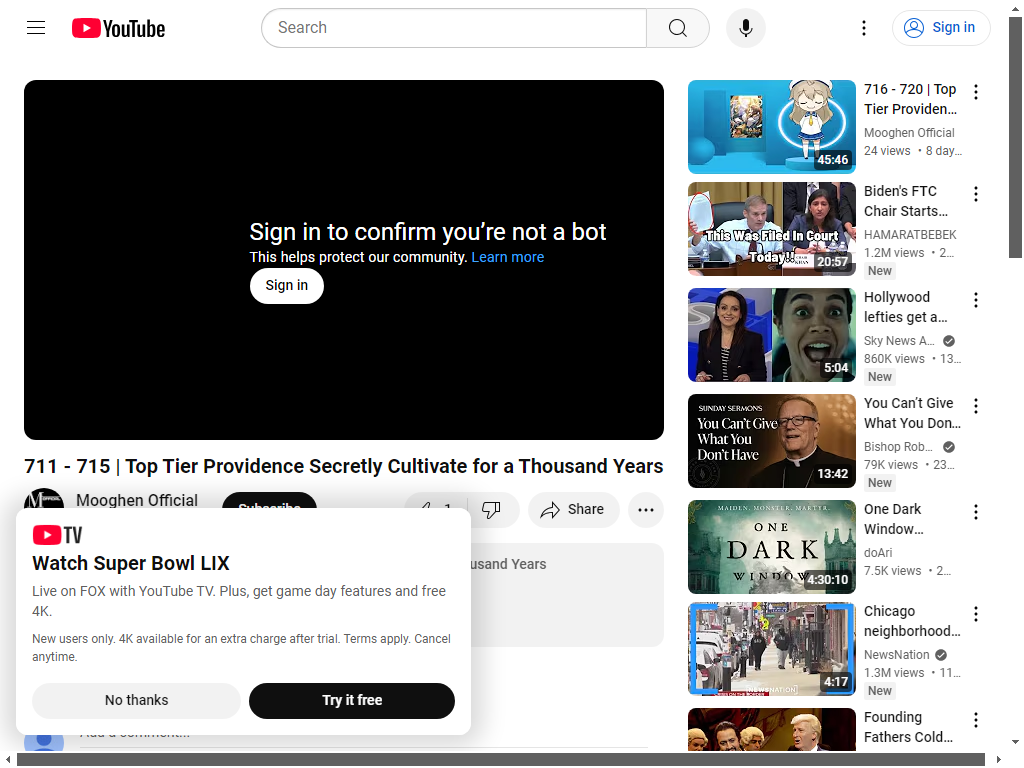 YouTube
Search
Sign in
Sign in to confirm you’re not a bot
This helps protect our community. Learn more
Sign in
711 - 715 | Top Tier Providence Secretly Cultivate for a Thousand Years
Mooghen Official
Subscribe
1
Share
usand Years
TV
Watch Super Bowl LIX
Live on FOX with YouTube TV. Plus, get game day features and free
4K.
New users only. 4K available for an extra charge after trial. Terms apply. Cancel
anytime.
No thanks
Try it free
Add a comment...
45:46
716 - 720 | Top
Tier Providen…
Mooghen Official
24 views • 8 day…
This Was Filed In Court
Today!!
20:57
Biden's FTC
Chair Starts…
HAMARATBEBEK
1.2M views • 2…
New
5:04
Hollywood
lefties get a…
Sky News A…
860K views • 13…
New
SUNDAY SERMONS
You Can't Give
What You
Don't Have
13:42
You Can’t Give
What You Don…
Bishop Rob…
79K views • 23…
New
MAIDEN. MONSTER. MARTYR.
ONE
DARK
WINDOW
4:30:10
One Dark
Window…
doAri
7.5K views • 2…
NEWSNATION
4:17
Chicago
neighborhood…
NewsNation
1.3M views • 11…
New
Founding
Fathers Cold…